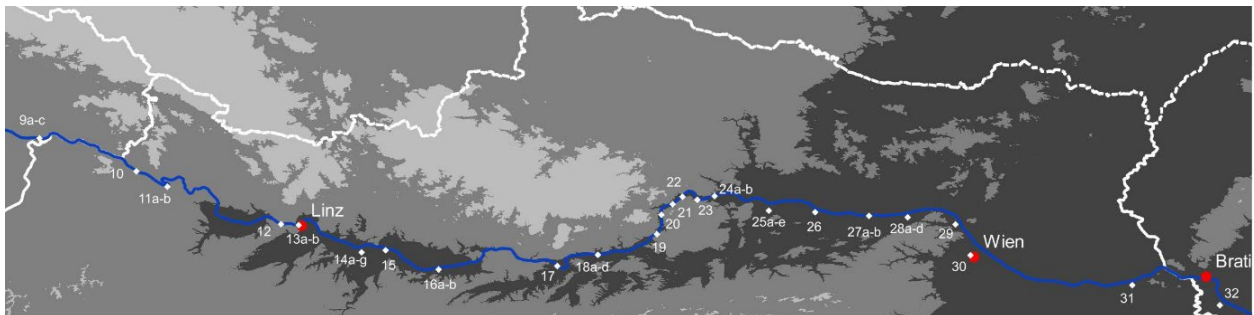 9a-c
10
11a-b
12
Linz
13a-b
14a-g
15
16a-b
17
18a-d
19
20
21
22
23
24a-b
25a-e
26
27a-b
28a-d
29
Wien
30
31
Brati
32